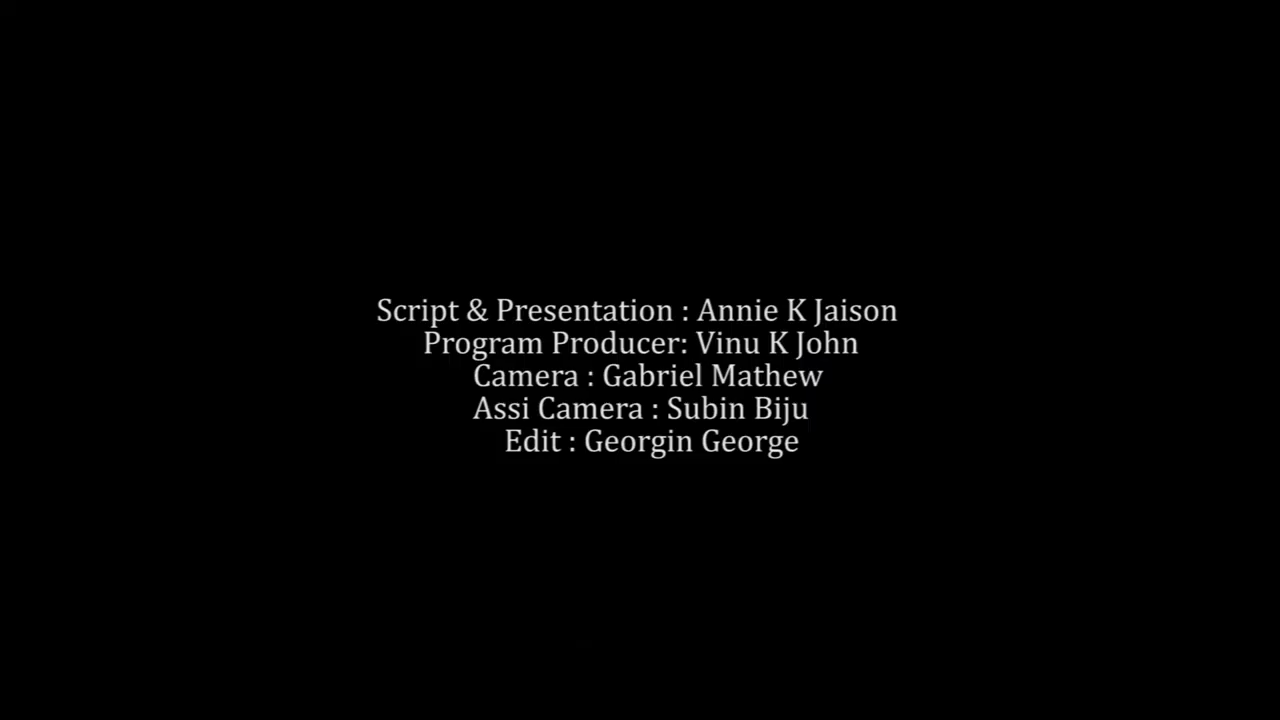 Script & Presentation : Annie K Jaison
Program Producer: Vinu K John
Camera : Gabriel Mathew
Assi Camera : Subin Biju
Edit : Georgin George